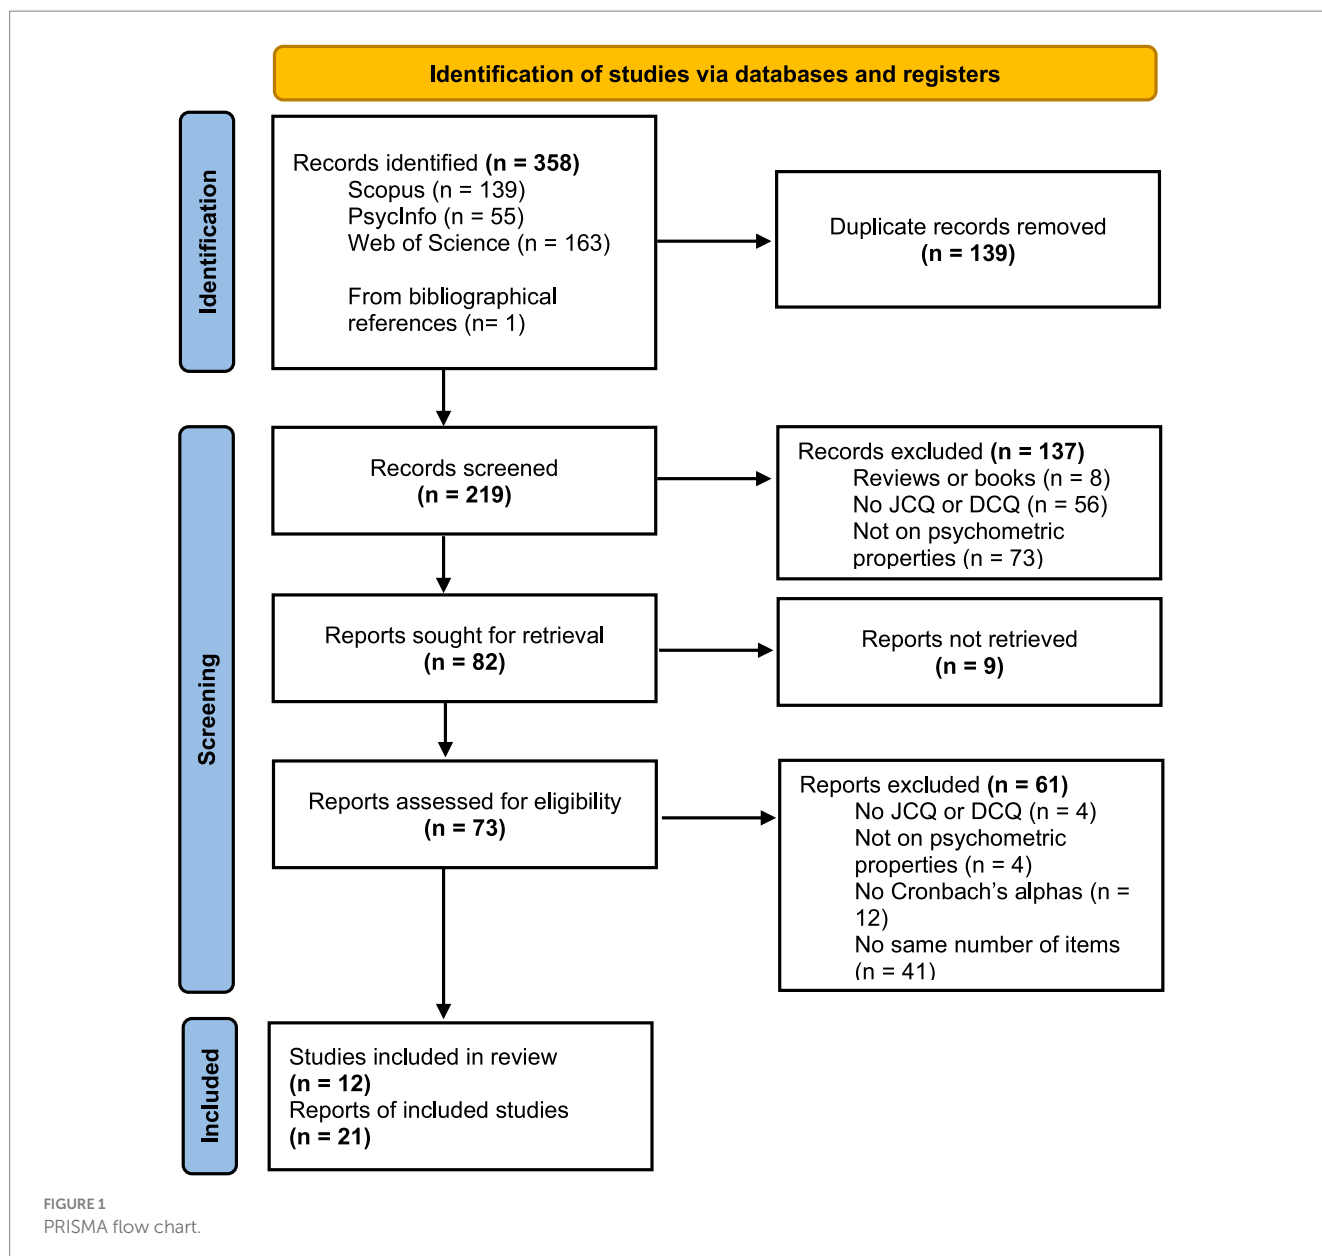 Identification of studies via databases and registers
Identification
Records identified (n = 358)
Scopus (n = 139)
PsycInfo (n = 55)
Web of Science (n = 163)
From bibliographical
references (n= 1)
Duplicate records removed
(n = 139)
Screening
Records screened
(n = 219)
Records excluded (n = 137)
Reviews or books (n = 8)
No JCQ or DCQ (n = 56)
Not on psychometric
properties (n = 73)
Reports sought for retrieval
(n = 82)
Reports not retrieved
(n = 9)
Reports assessed for eligibility
(n = 73)
Reports excluded (n = 61)
No JCQ or DCQ (n = 4)
Not on psychometric
properties (n = 4)
No Cronbach’s alphas (n =
12)
No same number of items
(n = 41)
Included
Studies included in review
(n = 12)
Reports of included studies
(n = 21)
FIGURE 1
PRISMA flow chart.